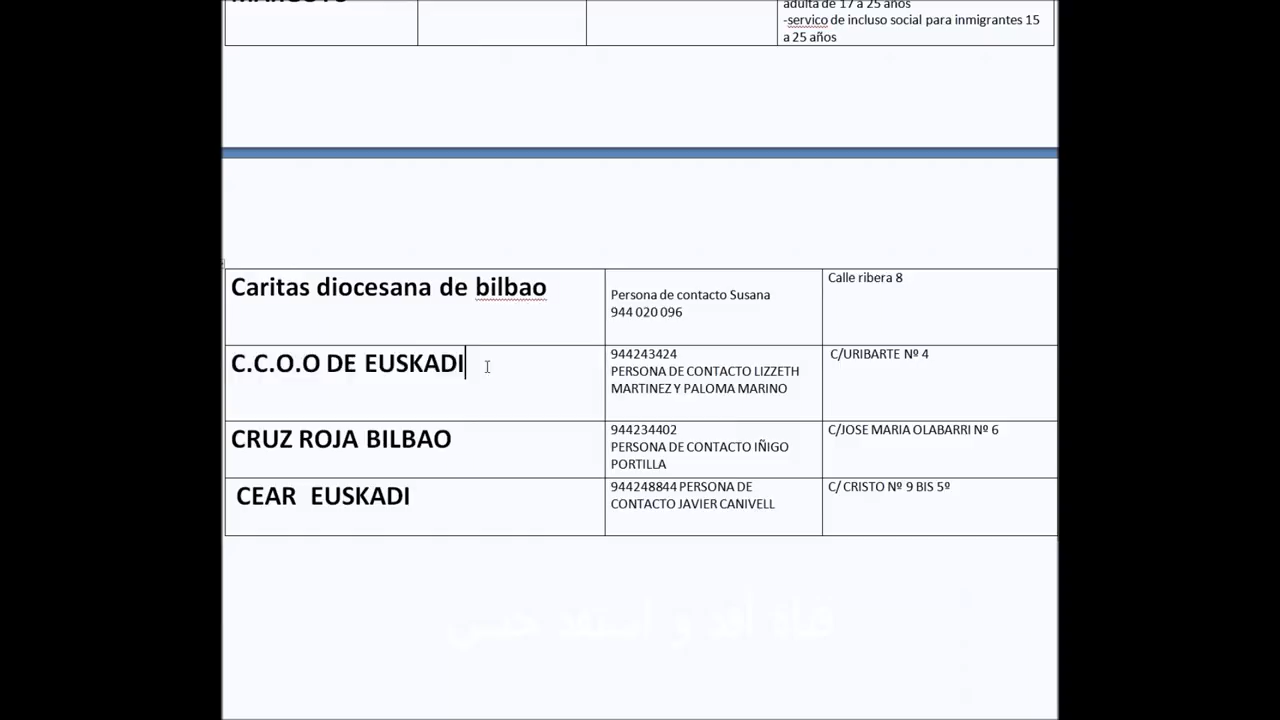 adulta de 17 a 25 años
-servico de incluso social para inmigrantes 15
a 25 años
Caritas diocesana de bilbao
Persona de contacto Susana
944 020 096
Calle ribera 8
C.C.O.O DE EUSKADI
944243424
PERSONA DE CONTACTO LIZZETH
MARTINEZ Y PALOMA MARINO
C/URIBARTE Nº 4
CRUZ ROJA BILBAO
944234402
PERSONA DE CONTACTO IÑIGO
PORTILLA
C/JOSE MARIA OLABARRI Nº 6
CEAR EUSKADI
944248844 PERSONA DE
CONTACTO JAVIER CANIVELL
C/ CRISTO Nº 9 BIS 5º
قناة أفد و استفد